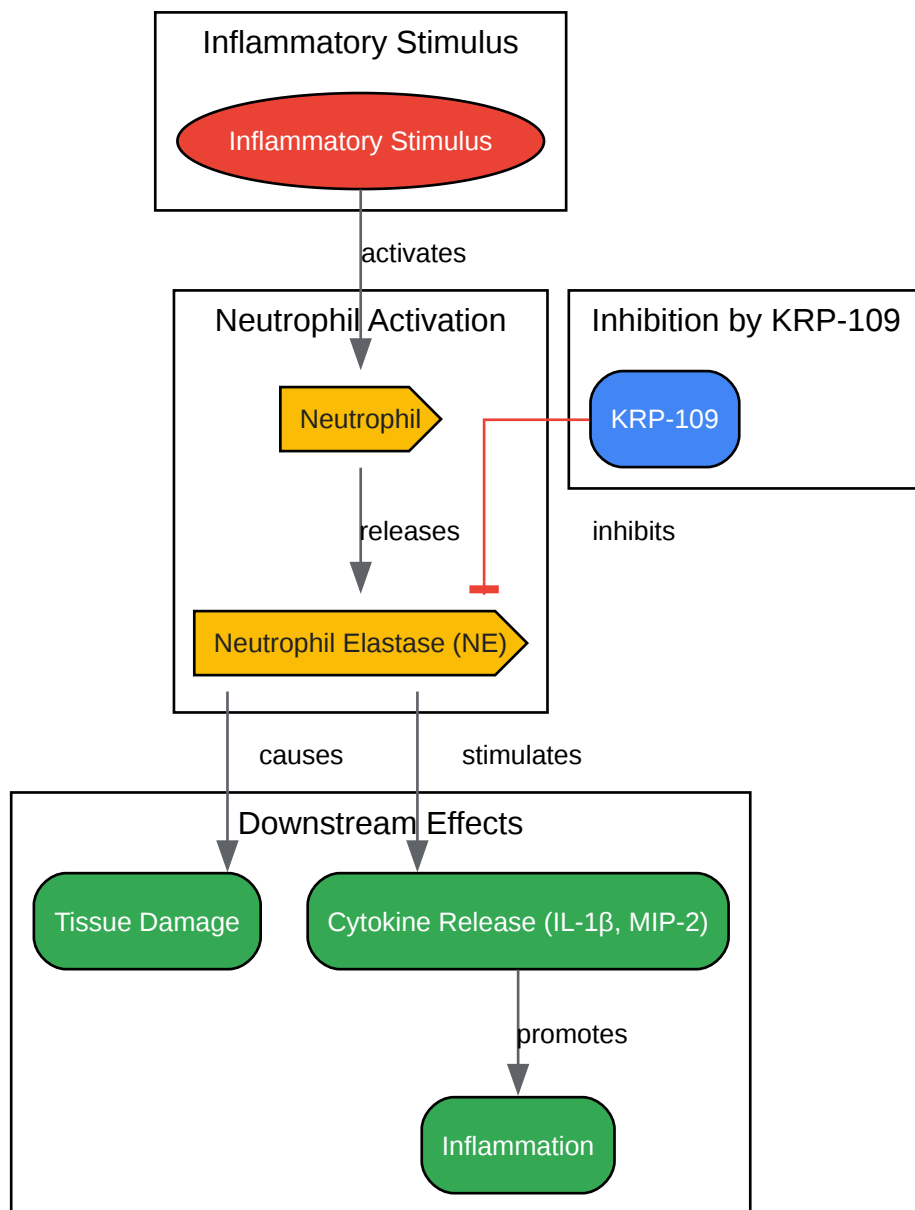 Inflammatory Stimulus
Inflammatory Stimulus
activates
Neutrophil Activation
Inhibition by KRP-109
Neutrophil
KRP-109
releases
inhibits
Neutrophil Elastase (NE)
causes
stimulates
Downstream Effects
Tissue Damage
Cytokine Release (IL-1β, MIP-2)
promotes
Inflammation